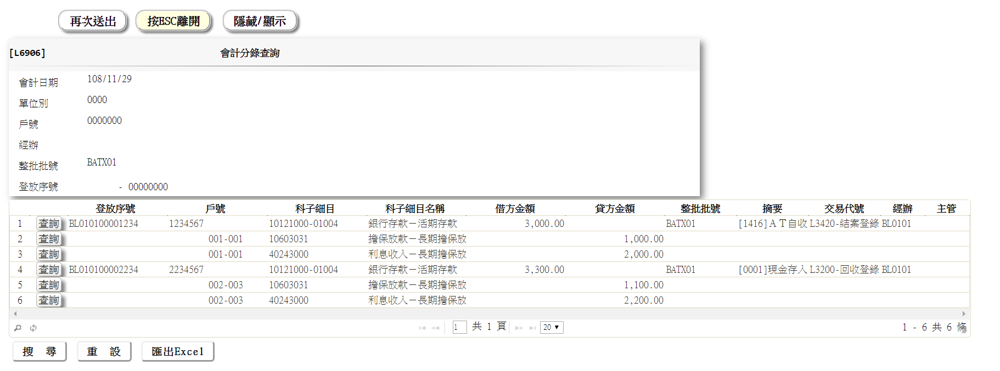 再次送出 按ESC離開 隱藏/顯示
[L6906] 會計分錄查詢
會計日期 108/11/29
單位別 0000
戶號 0000000
經辦
整批批號 BATX01
登放序號 - 00000000
登放序號 戶號 科子細目 科子細目名稱 借方金額 貸方金額 整批批號 摘要 交易代號 經辦 主管
1 查詢 BL010100001234 1234567 10121000-01004 銀行存款－活期存款 3,000.00 BATX01 [1416]ＡＴ自收 L3420-結案登錄 BL0101
2 查詢 001-001 10603031 擔保放款－長期擔保放 1,000.00
3 查詢 001-001 40243000 利息收入－長期擔保放 2,000.00
4 查詢 BL010100002234 2234567 10121000-01004 銀行存款－活期存款 3,300.00 BATX01 [0001]現金存入 L3200-回收登錄 BL0101
5 查詢 002-003 10603031 擔保放款－長期擔保放 1,100.00
6 查詢 002-003 40243000 利息收入－長期擔保放 2,200.00
1 共 1 頁 20 1 - 6 共 6 條
搜 尋 重 設 匯出Excel